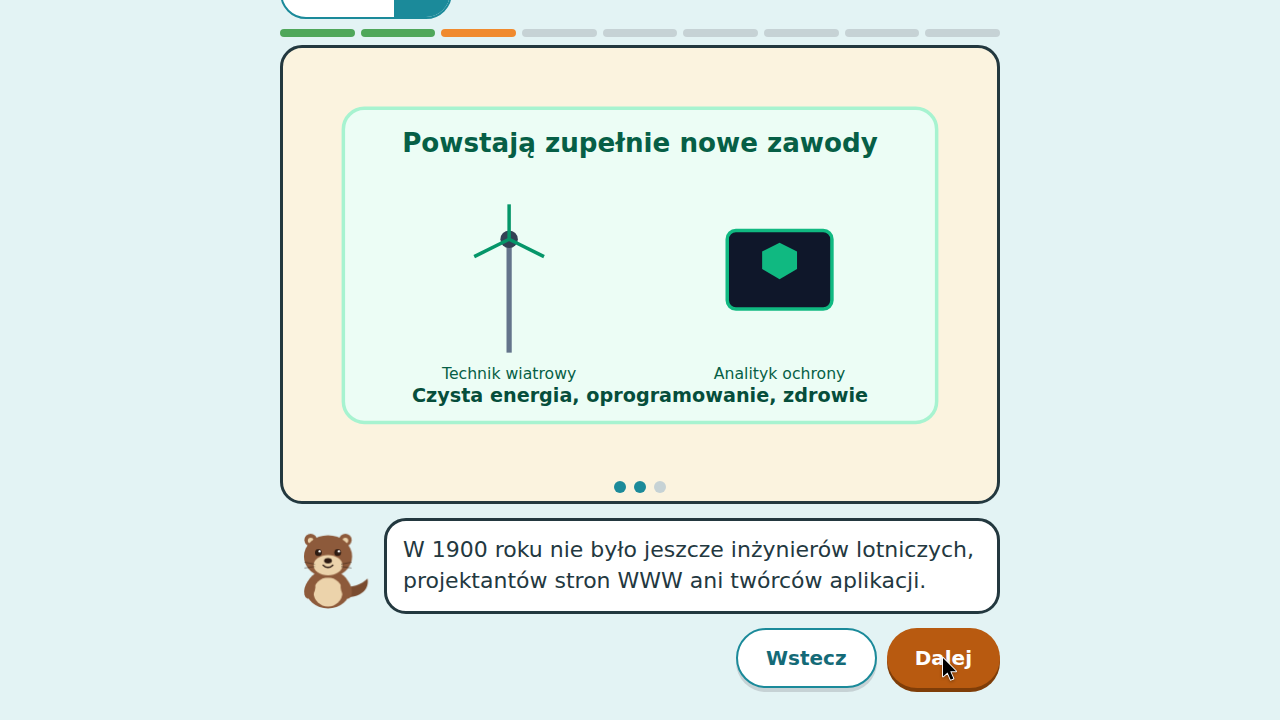 Powstają zupełnie nowe zawody
Technik wiatrowy
Analityk ochrony
Czysta energia, oprogramowanie, zdrowie
W 1900 roku nie było jeszcze inżynierów lotniczych,
projektantów stron WWW ani twórców aplikacji.
Wstecz
Dalej